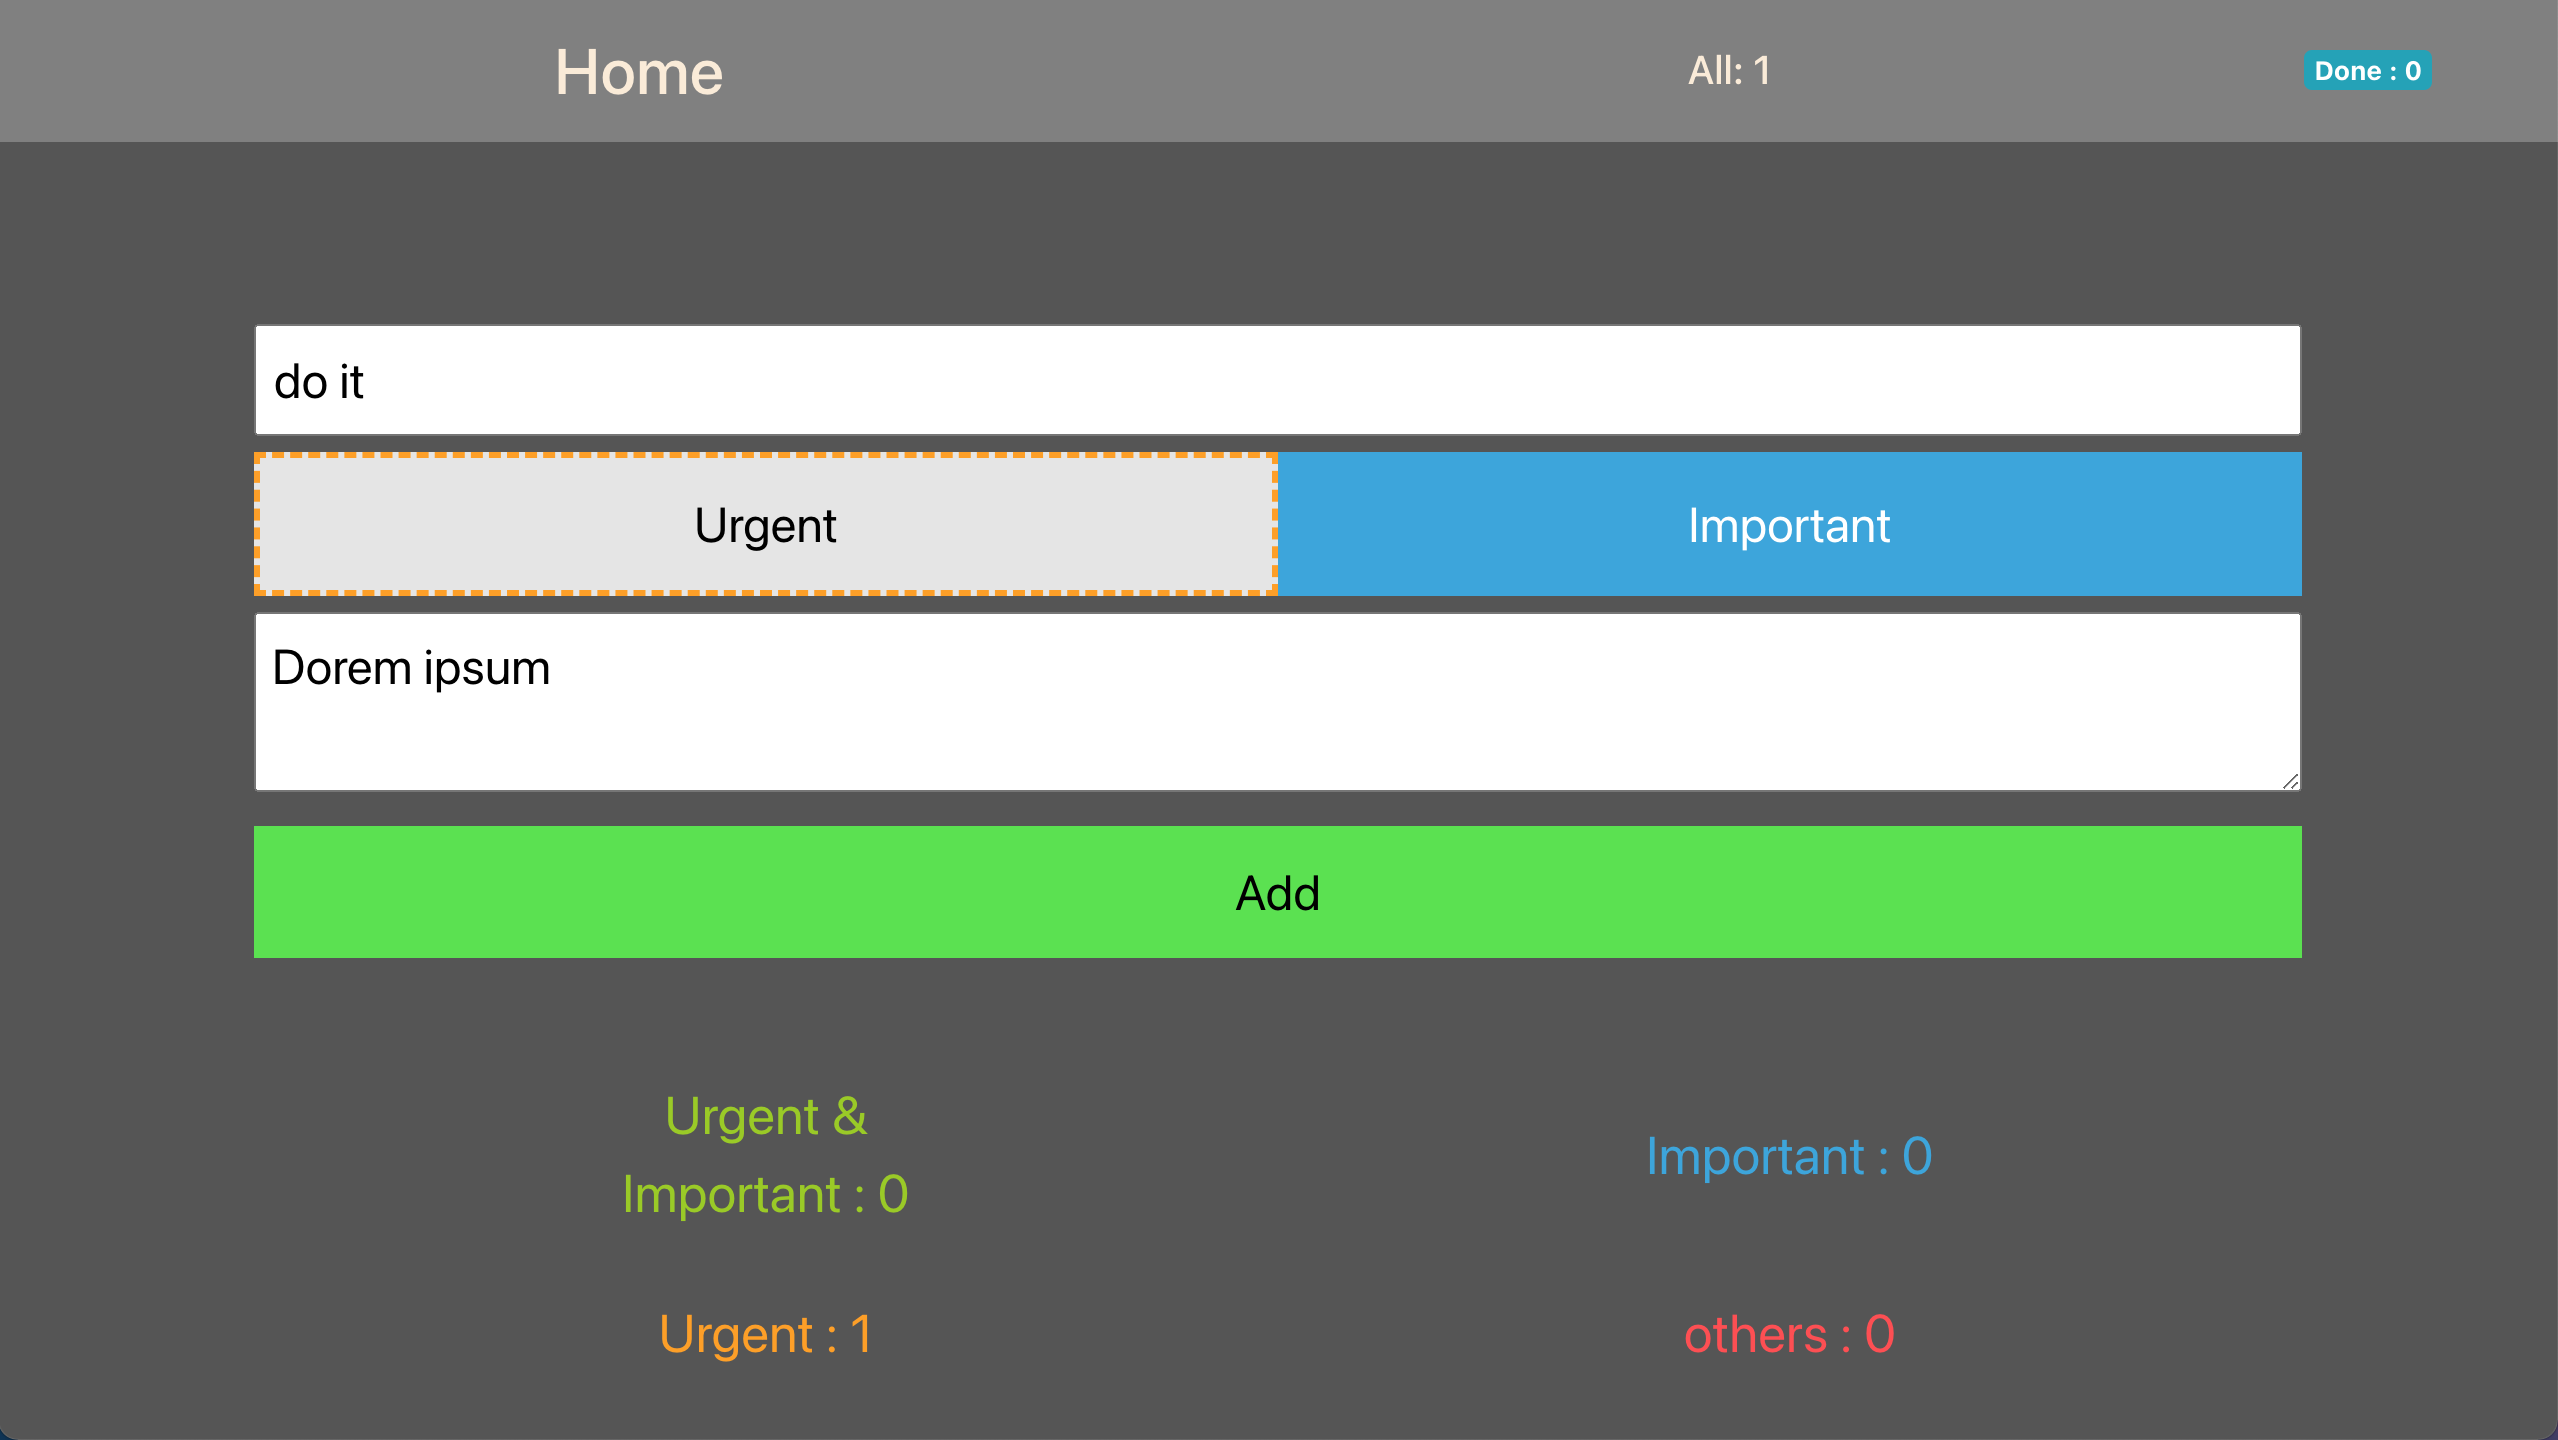 Home
All: 1
Done : 0
do it
Urgent
Important
Dorem ipsum
Add
Urgent &
Important : 0
Important : 0
Urgent : 1
others : 0